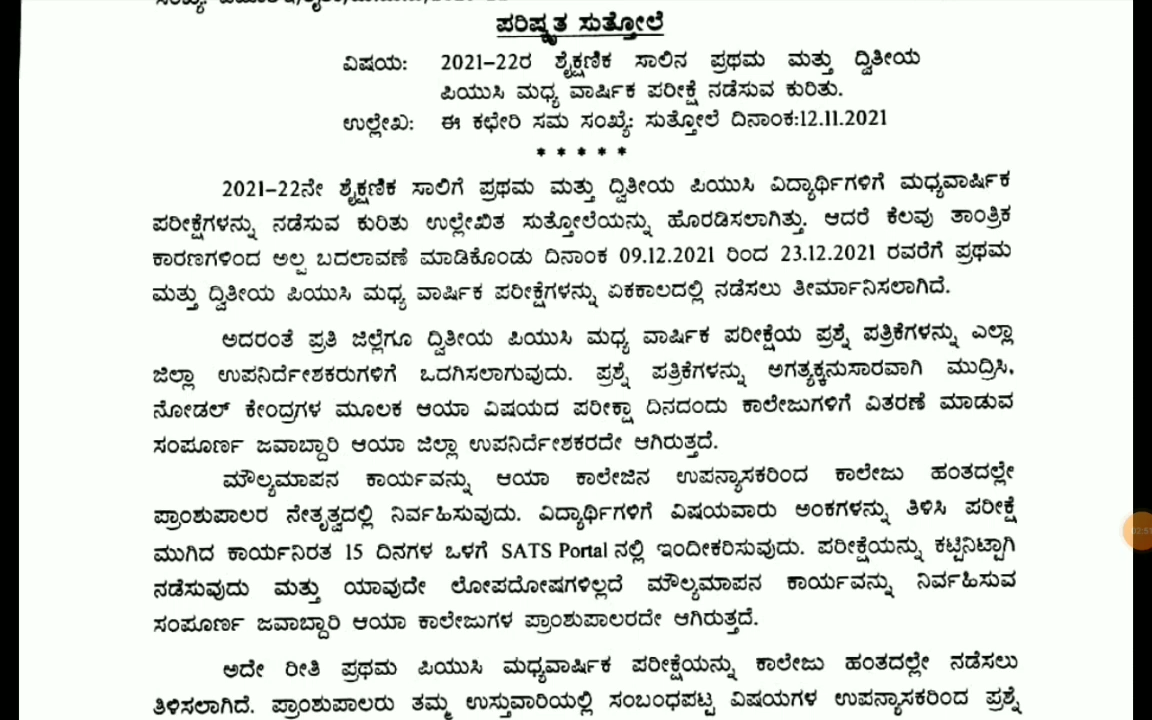 ಪರಿಷ್ಕೃತ ಸುತ್ತೋಲೆ
ವಿಷಯ: 2021–22ರ ಶೈಕ್ಷಣಿಕ ಸಾಲಿನ ಪ್ರಥಮ ಮತ್ತು ದ್ವಿತೀಯ
ಪಿಯುಸಿ ಮಧ್ಯ ವಾರ್ಷಿಕ ಪರೀಕ್ಷೆ ನಡೆಸುವ ಕುರಿತು.
ಉಲ್ಲೇಖ: ಈ ಕಛೇರಿ ಸಮ ಸಂಖ್ಯೆ: ಸುತ್ತೋಲೆ ದಿನಾಂಕ:12.11.2021
* * * * *
2021–22ನೇ ಶೈಕ್ಷಣಿಕ ಸಾಲಿಗೆ ಪ್ರಥಮ ಮತ್ತು ದ್ವಿತೀಯ ಪಿಯುಸಿ ವಿದ್ಯಾರ್ಥಿಗಳಿಗೆ ಮಧ್ಯವಾರ್ಷಿಕ
ಪರೀಕ್ಷೆಗಳನ್ನು ನಡೆಸುವ ಕುರಿತು ಉಲ್ಲೇಖಿತ ಸುತ್ತೋಲೆಯನ್ನು ಹೊರಡಿಸಲಾಗಿತ್ತು. ಆದರೆ ಕೆಲವು ತಾಂತ್ರಿಕ
ಕಾರಣಗಳಿಂದ ಅಲ್ಪ ಬದಲಾವಣೆ ಮಾಡಿಕೊಂಡು ದಿನಾಂಕ 09.12.2021 ರಿಂದ 23.12.2021 ರವರೆಗೆ ಪ್ರಥಮ
ಮತ್ತು ದ್ವಿತೀಯ ಪಿಯುಸಿ ಮಧ್ಯ ವಾರ್ಷಿಕ ಪರೀಕ್ಷೆಗಳನ್ನು ಏಕಕಾಲದಲ್ಲಿ ನಡೆಸಲು ತೀರ್ಮಾನಿಸಲಾಗಿದೆ.
ಅದರಂತೆ ಪ್ರತಿ ಜಿಲ್ಲೆಗೂ ದ್ವಿತೀಯ ಪಿಯುಸಿ ಮಧ್ಯ ವಾರ್ಷಿಕ ಪರೀಕ್ಷೆಯ ಪ್ರಶ್ನೆ ಪತ್ರಿಕೆಗಳನ್ನು ಎಲ್ಲಾ
ಜಿಲ್ಲಾ ಉಪನಿರ್ದೇಶಕರುಗಳಿಗೆ ಒದಗಿಸಲಾಗುವುದು. ಪ್ರಶ್ನೆ ಪತ್ರಿಕೆಗಳನ್ನು ಅಗತ್ಯಕ್ಕನುಸಾರವಾಗಿ ಮುದ್ರಿಸಿ,
ನೋಡಲ್ ಕೇಂದ್ರಗಳ ಮೂಲಕ ಆಯಾ ವಿಷಯದ ಪರೀಕ್ಷಾ ದಿನದಂದು ಕಾಲೇಜುಗಳಿಗೆ ವಿತರಣೆ ಮಾಡುವ
ಸಂಪೂರ್ಣ ಜವಾಬ್ದಾರಿ ಆಯಾ ಜಿಲ್ಲಾ ಉಪನಿರ್ದೇಶಕರದೇ ಆಗಿರುತ್ತದೆ.
ಮೌಲ್ಯಮಾಪನ ಕಾರ್ಯವನ್ನು ಆಯಾ ಕಾಲೇಜಿನ ಉಪನ್ಯಾಸಕರಿಂದ ಕಾಲೇಜು ಹಂತದಲ್ಲೇ
ಪ್ರಾಂಶುಪಾಲರ ನೇತೃತ್ವದಲ್ಲಿ ನಿರ್ವಹಿಸುವುದು. ವಿದ್ಯಾರ್ಥಿಗಳಿಗೆ ವಿಷಯವಾರು ಅಂಕಗಳನ್ನು ತಿಳಿಸಿ ಪರೀಕ್ಷೆ
ಮುಗಿದ ಕಾರ್ಯನಿರತ 15 ದಿನಗಳ ಒಳಗೆ SATS Portal ನಲ್ಲಿ ಇಂದೀಕರಿಸುವುದು. ಪರೀಕ್ಷೆಯನ್ನು ಕಟ್ಟುನಿಟ್ಟಾಗಿ
ನಡೆಸುವುದು ಮತ್ತು ಯಾವುದೇ ಲೋಪದೋಷಗಳಿಲ್ಲದೆ ಮೌಲ್ಯಮಾಪನ ಕಾರ್ಯವನ್ನು ನಿರ್ವಹಿಸುವ
ಸಂಪೂರ್ಣ ಜವಾಬ್ದಾರಿ ಆಯಾ ಕಾಲೇಜುಗಳ ಪ್ರಾಂಶುಪಾಲರದೇ ಆಗಿರುತ್ತದೆ.
ಅದೇ ರೀತಿ ಪ್ರಥಮ ಪಿಯುಸಿ ಮಧ್ಯವಾರ್ಷಿಕ ಪರೀಕ್ಷೆಯನ್ನು ಕಾಲೇಜು ಹಂತದಲ್ಲೇ ನಡೆಸಲು
ತಿಳಿಸಲಾಗಿದೆ. ಪ್ರಾಂಶುಪಾಲರು ತಮ್ಮ ಉಸ್ತುವಾರಿಯಲ್ಲಿ ಸಂಬಂಧಪಟ್ಟ ವಿಷಯಗಳ ಉಪನ್ಯಾಸಕರಿಂದ ಪ್ರಶ್ನೆ